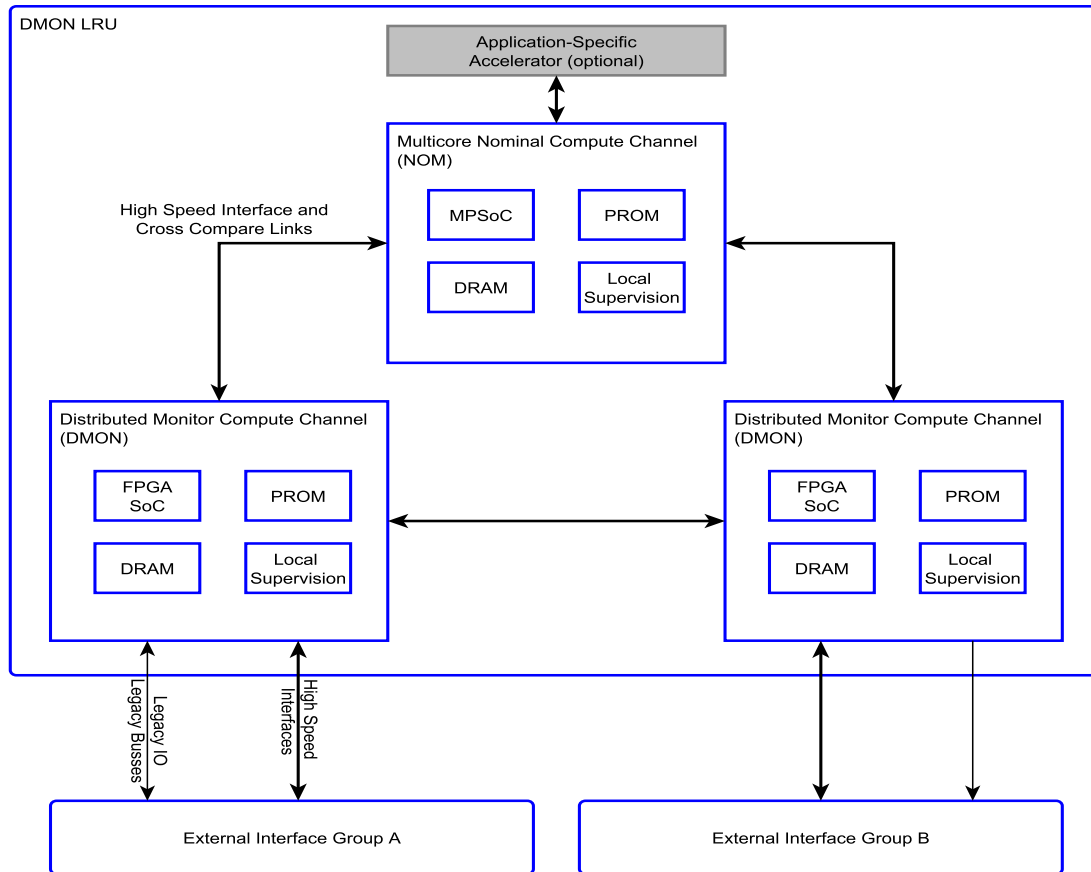 DMON LRU
Application-Specific
Accelerator (optional)
Multicore Nominal Compute Channel
(NOM)
MPSoC
PROM
DRAM
Local
Supervision
High Speed Interface and
Cross Compare Links
Distributed Monitor Compute Channel
(DMON)
FPGA
SoC
PROM
DRAM
Local
Supervision
Distributed Monitor Compute Channel
(DMON)
FPGA
SoC
PROM
DRAM
Local
Supervision
Legacy IO
Legacy Busses
High Speed
Interfaces
External Interface Group A
External Interface Group B